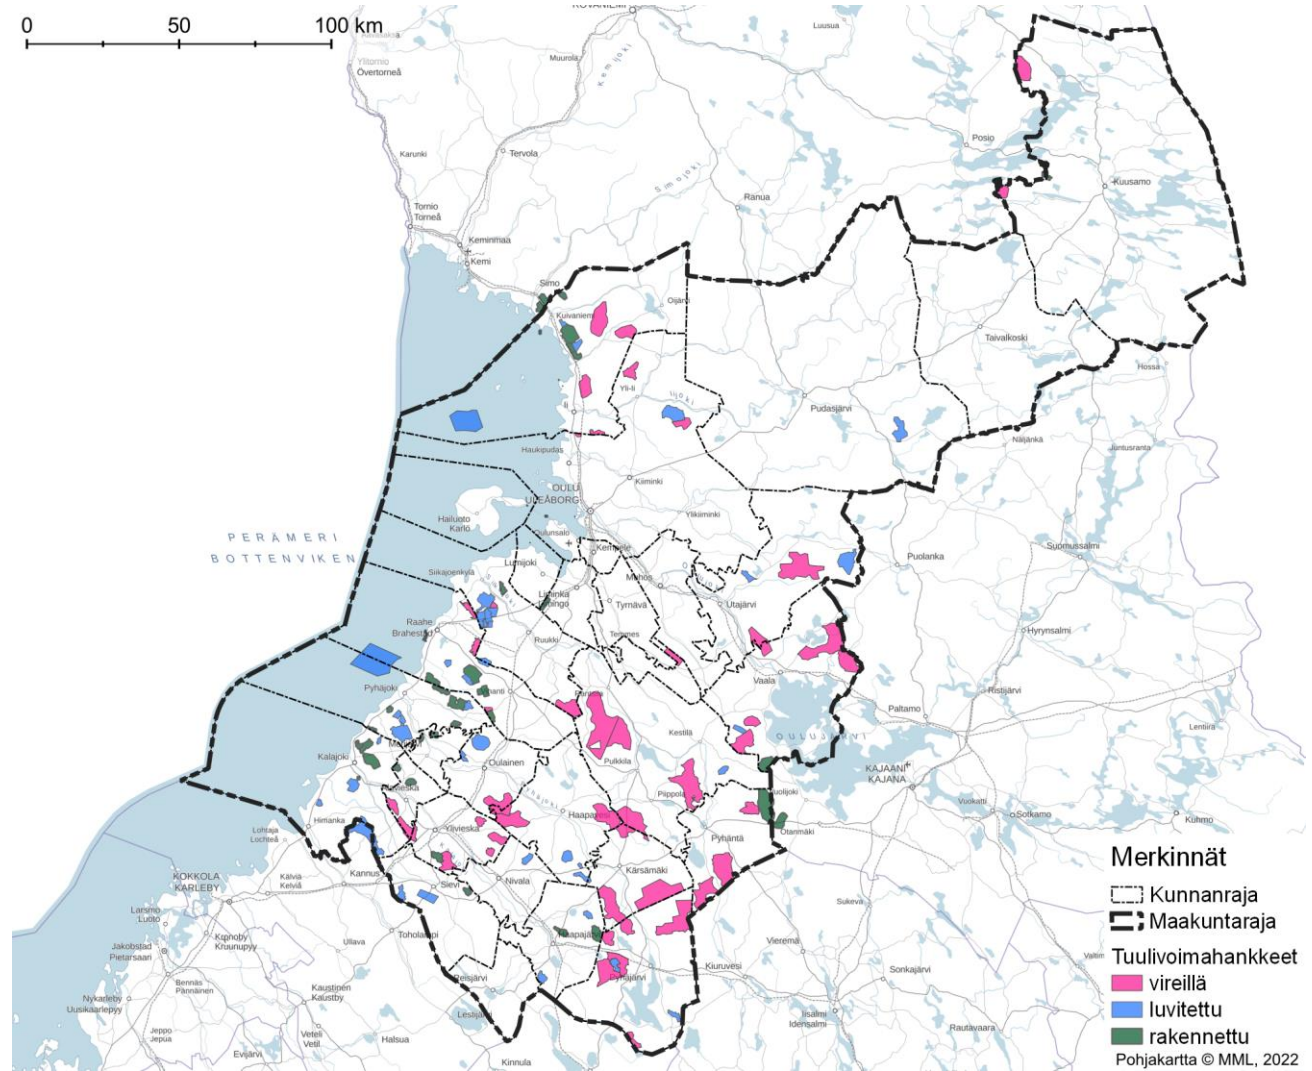 0 50 100 km
Luusua
Ylitornio
Övertorneå
Muurola
Kemijoki
Karunki
Tervola
Posio
Simojoki
Kuusamo
Ranua
Tornio
Torneå
Keminmaa
Kemi
Simo
Oijärvi
Kuivaniemi
Taivalkoski
Hossa
Yli-Ii
Iijoki
Ii
Pudasjärvi
Näljänkä
Juntusranta
Haukipudas
Kiiminki
OULU
ULEÅBORG
Hailuoto
Karlö
Ylikiiminki
PERÄMERI
BOTTENVIKEN
Oulunsalo
Kempele
Suomussalmi
Puolanka
Lumijoki
Siikajoenkylä
Muhos
Liminka
Limingo
Tyrnävä
Utajärvi
Raahe
Brahestad
Ruukki
Temmes
Hyrynsalmi
Vaala
Pyhäjoki
Ristijärvi
Paltamo
Lentiira
Kestilä
OULUJÄRVI
Pulkkila
Kalajoki
Oulainen
KAJAANI
KAJANA
Piippola
Vuolijoki
Vuokatti
Sotkamo
Kuhmo
Himanka
Haapavesi
Otanmäki
Lohtaja
Lochteå
Ylivieska
Pyhäntä
Kärsämäki
Kälviä
Kelviå
Kannus
Sievi
Nivala
KOKKOLA
KARLEBY
Sukeva
Larsmo
Luoto
Ullava
Toholampi
Haapajärvi
Vieremä
Kronoby
Kruunupyy
Jakobstad
Pietarsaari
Kiuruvesi
Sonkajärvi
Pyhäjärvi
Reisjärvi
Bennäs
Pännäinen
Kaustinen
Kaustby
Nykarleby
Uusikaarlepyy
Lestijärvi
Iisalmi
Idensalmi
Rautavaara
Jeppo
Jepua
Veteli
Vetil
Halsua
Evijärvi
Kinnula
Merkinnät
Kunnanraja
Maakuntaraja
Tuulivoimahankkeet
vireillä
luvitettu
rakennettu
Pohjakartta © MML, 2022